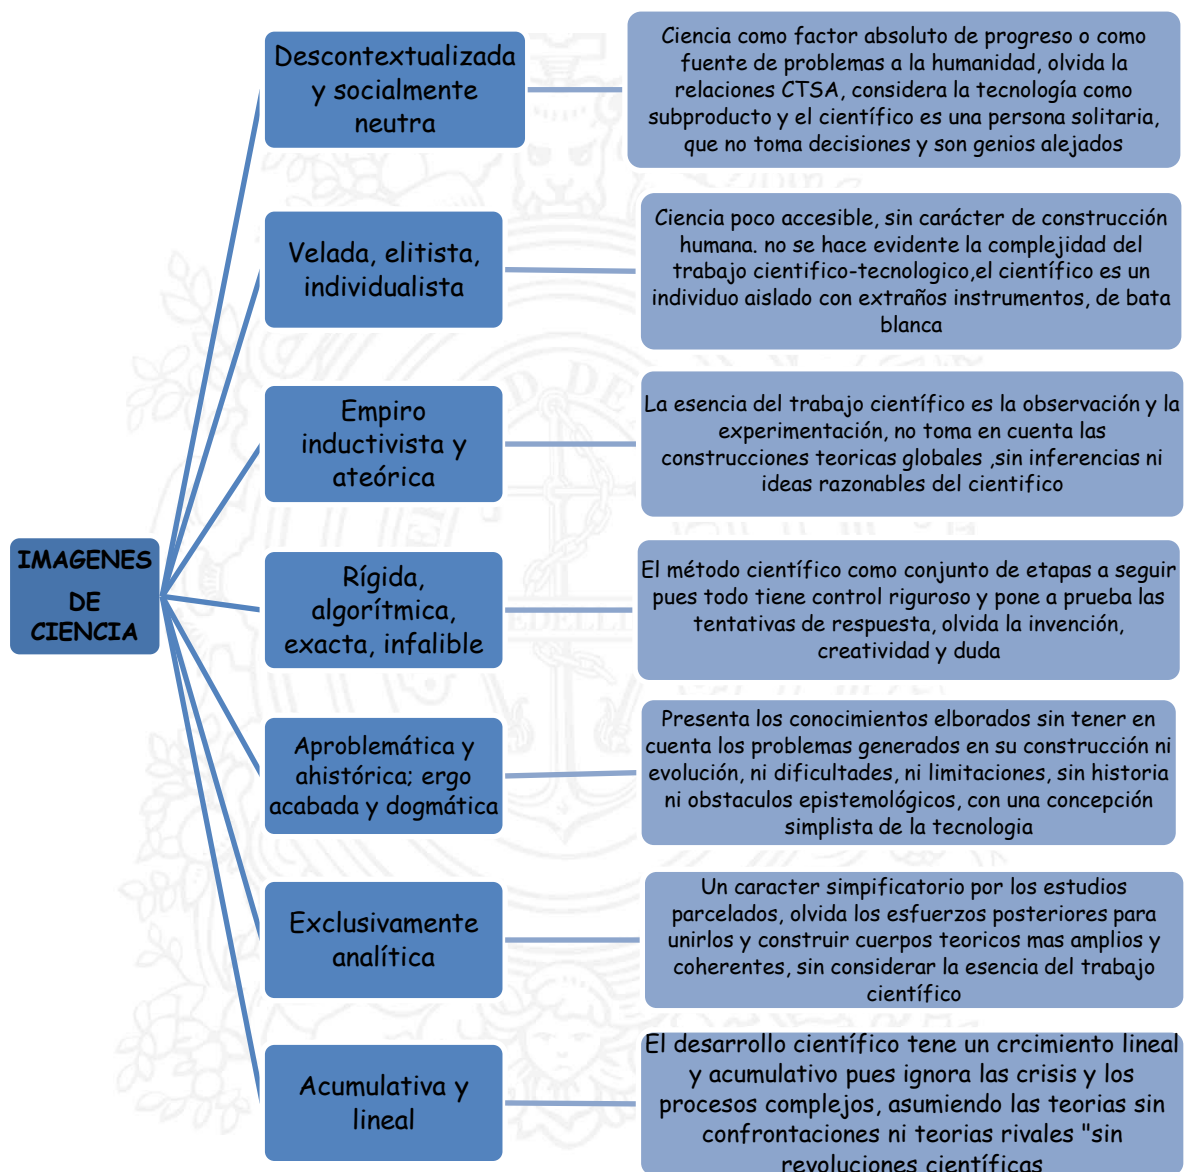 Descontextualizada
y socialmente
neutra
Ciencia como factor absoluto de progreso o como
fuente de problemas a la humanidad, olvida la
relaciones CTSA, considera la tecnología como
subproducto y el científico es una persona solitaria,
que no toma decisiones y son genios alejados
Velada, elitista,
individualista
Ciencia poco accesible, sin carácter de construcción
humana. no se hace evidente la complejidad del
trabajo cientifico-tecnologico,el científico es un
individuo aislado con extraños instrumentos, de bata
blanca
Empiro
inductivista y
ateórica
La esencia del trabajo científico es la observación y la
experimentación, no toma en cuenta las
construcciones teoricas globales ,sin inferencias ni
ideas razonables del cientifico
IMAGENES
DE
CIENCIA
Rígida,
algorítmica,
exacta, infalible
El método científico como conjunto de etapas a seguir
pues todo tiene control riguroso y pone a prueba las
tentativas de respuesta, olvida la invención,
creatividad y duda
Aproblemática y
ahistórica; ergo
acabada y dogmática
Presenta los conocimientos elborados sin tener en
cuenta los problemas generados en su construcción ni
evolución, ni dificultades, ni limitaciones, sin historia
ni obstaculos epistemológicos, con una concepción
simplista de la tecnologia
Exclusivamente
analítica
Un caracter simpificatorio por los estudios
parcelados, olvida los esfuerzos posteriores para
unirlos y construir cuerpos teoricos mas amplios y
coherentes, sin considerar la esencia del trabajo
científico
Acumulativa y
lineal
El desarrollo científico tene un crcimiento lineal
y acumulativo pues ignora las crisis y los
procesos complejos, asumiendo las teorias sin
confrontaciones ni teorias rivales "sin
revoluciones científicas